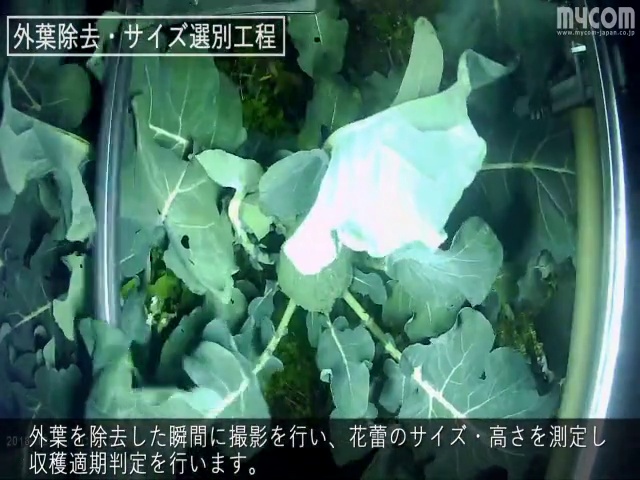 外葉除去・サイズ選別工程
mycom
www.mycom-japan.co.jp
外葉を除去した瞬間に撮影を行い、花蕾のサイズ・高さを測定し
収穫適期判定を行います。